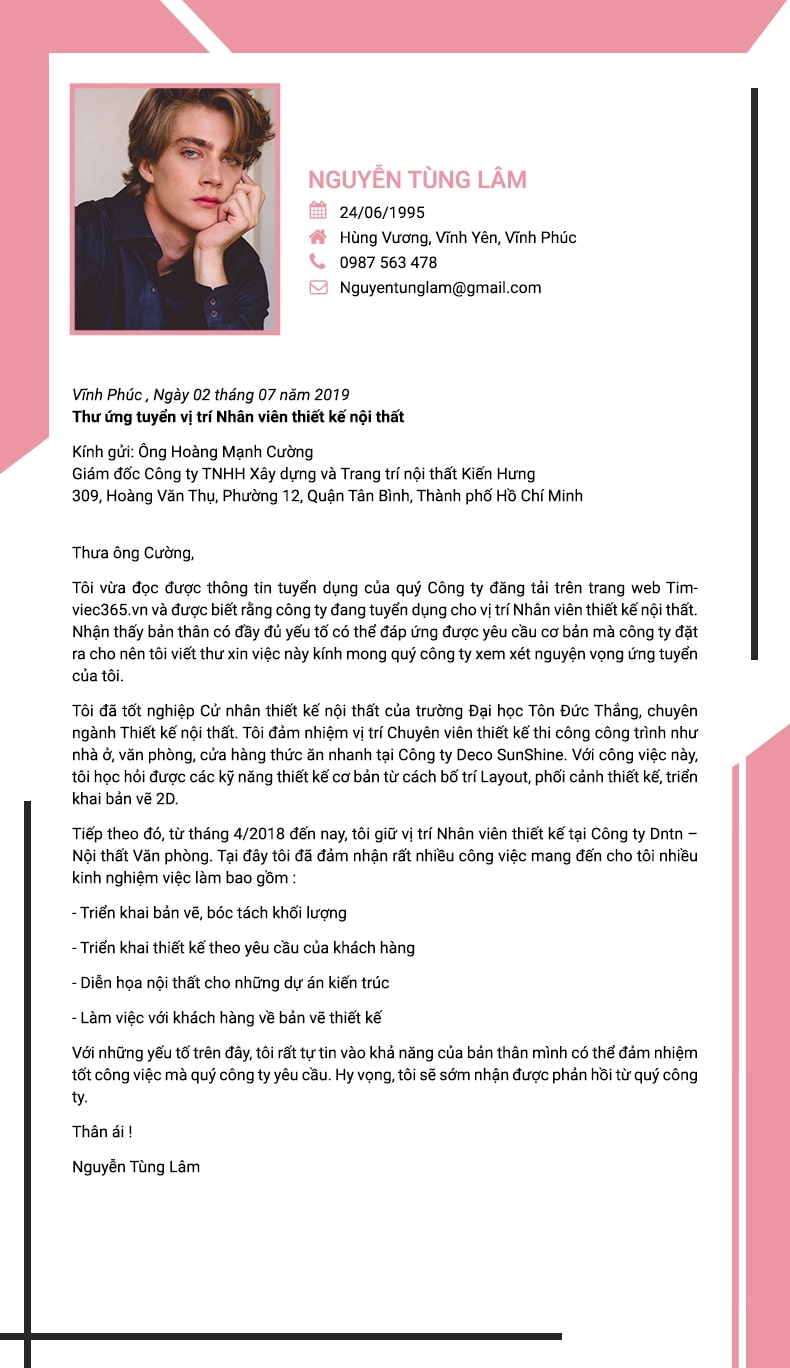 NGUYỄN TÙNG LÂM
24/06/1995
Hùng Vương, Vĩnh Yên, Vĩnh Phúc
0987 563 478
Nguyentunglam@gmail.com
Vĩnh Phúc , Ngày 02 tháng 07 năm 2019
Thư ứng tuyển vị trí Nhân viên thiết kế nội thất
Kính gửi: Ông Hoàng Mạnh Cường
Giám đốc Công ty TNHH Xây dựng và Trang trí nội thất Kiến Hưng
309, Hoàng Văn Thụ, Phường 12, Quận Tân Bình, Thành phố Hồ Chí Minh
Thưa ông Cường,
Tôi vừa đọc được thông tin tuyển dụng của quý Công ty đăng tải trên trang web Tim-
viec365.vn và được biết rằng công ty đang tuyển dụng cho vị trí Nhân viên thiết kế nội thất.
Nhận thấy bản thân có đầy đủ yếu tố có thể đáp ứng được yêu cầu cơ bản mà công ty đặt
ra cho nên tôi viết thư xin việc này kính mong quý công ty xem xét nguyện vọng ứng tuyển
của tôi.
Tôi đã tốt nghiệp Cử nhân thiết kế nội thất của trường Đại học Tôn Đức Thắng, chuyên
ngành Thiết kế nội thất. Tôi đảm nhiệm vị trí Chuyên viên thiết kế thi công công trình như
nhà ở, văn phòng, cửa hàng thức ăn nhanh tại Công ty Deco SunShine. Với công việc này,
tôi học hỏi được các kỹ năng thiết kế cơ bản từ cách bố trí Layout, phối cảnh thiết kế, triển
khai bản vẽ 2D.
Tiếp theo đó, từ tháng 4/2018 đến nay, tôi giữ vị trí Nhân viên thiết kế tại Công ty Dntn –
Nội thất Văn phòng. Tại đây tôi đã đảm nhận rất nhiều công việc mang đến cho tôi nhiều
kinh nghiệm việc làm bao gồm :
- Triển khai bản vẽ, bóc tách khối lượng
- Triển khai thiết kế theo yêu cầu của khách hàng
- Diễn họa nội thất cho những dự án kiến trúc
- Làm việc với khách hàng về bản vẽ thiết kế
Với những yếu tố trên đây, tôi rất tự tin vào khả năng của bản thân mình có thể đảm nhiệm
tốt công việc mà quý công ty yêu cầu. Hy vọng, tôi sẽ sớm nhận được phản hồi từ quý công
ty.
Thân ái !
Nguyễn Tùng Lâm